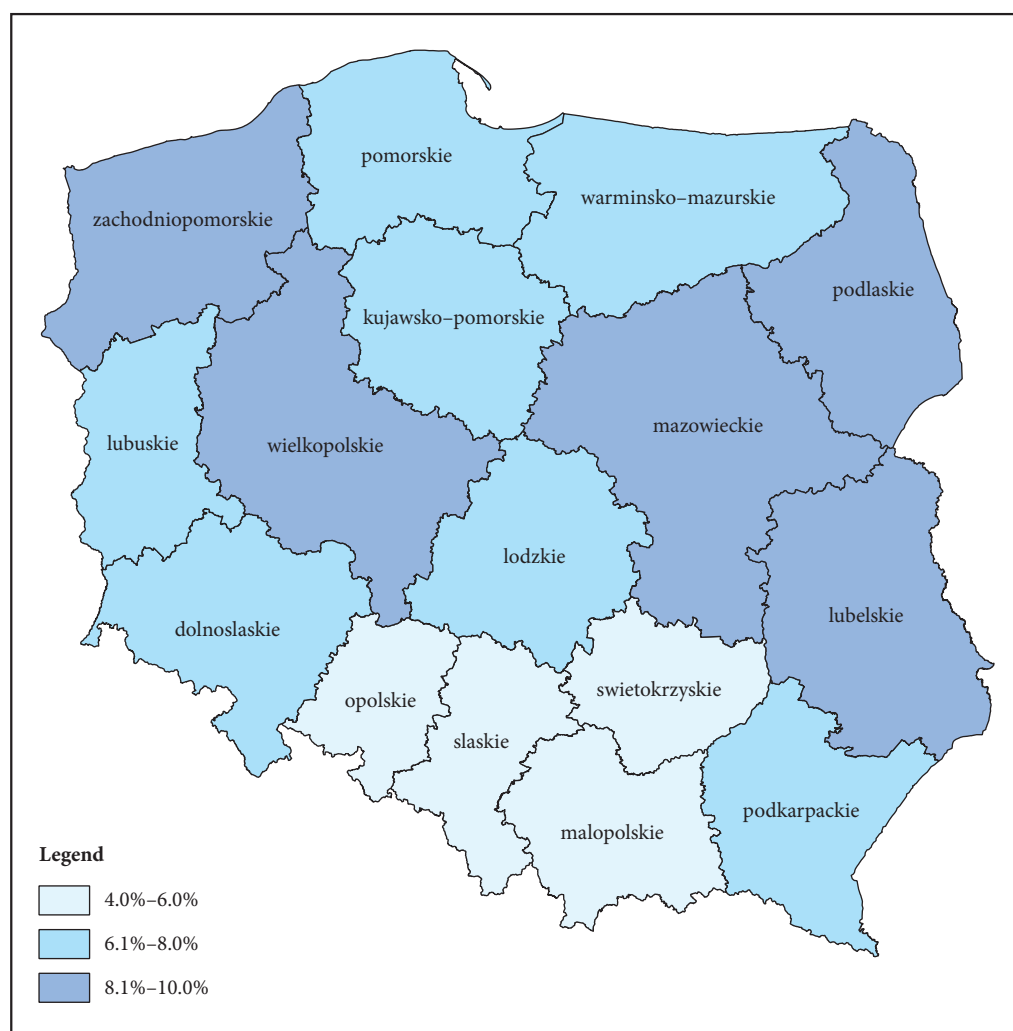 pomorskie
warminsko–mazurskie
zachodniopomorskie
podlaskie
kujawsko–pomorskie
mazowieckie
lubuskie
wielkopolskie
lodzkie
lubelskie
dolnoslaskie
swietokrzyskie
opolskie
slaskie
podkarpackie
malopolskie
Legend
4.0%–6.0%
6.1%–8.0%
8.1%–10.0%